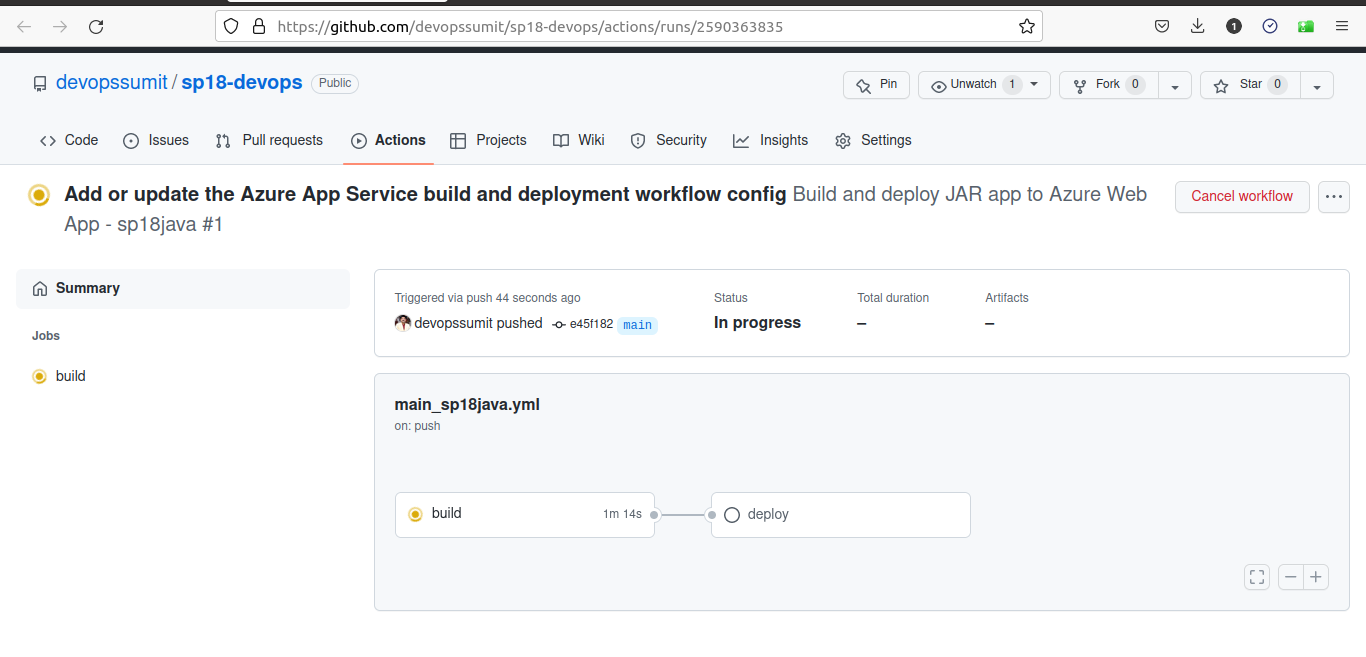 https://github.com/devopssumit/sp18-devops/actions/runs/2590363835
1
devopssumit / sp18-devops Public
Pin
Unwatch 1
Fork 0
Star 0
Code Issues Pull requests Actions Projects Wiki Security Insights Settings
Add or update the Azure App Service build and deployment workflow config Build and deploy JAR app to Azure Web
App - sp18java #1
Cancel workflow
Summary
Jobs
build
Triggered via push 44 seconds ago
devopssumit pushed e45f182 main
Status
In progress
Total duration
–
Artifacts
–
main_sp18java.yml
on: push
build 1m 14s
deploy